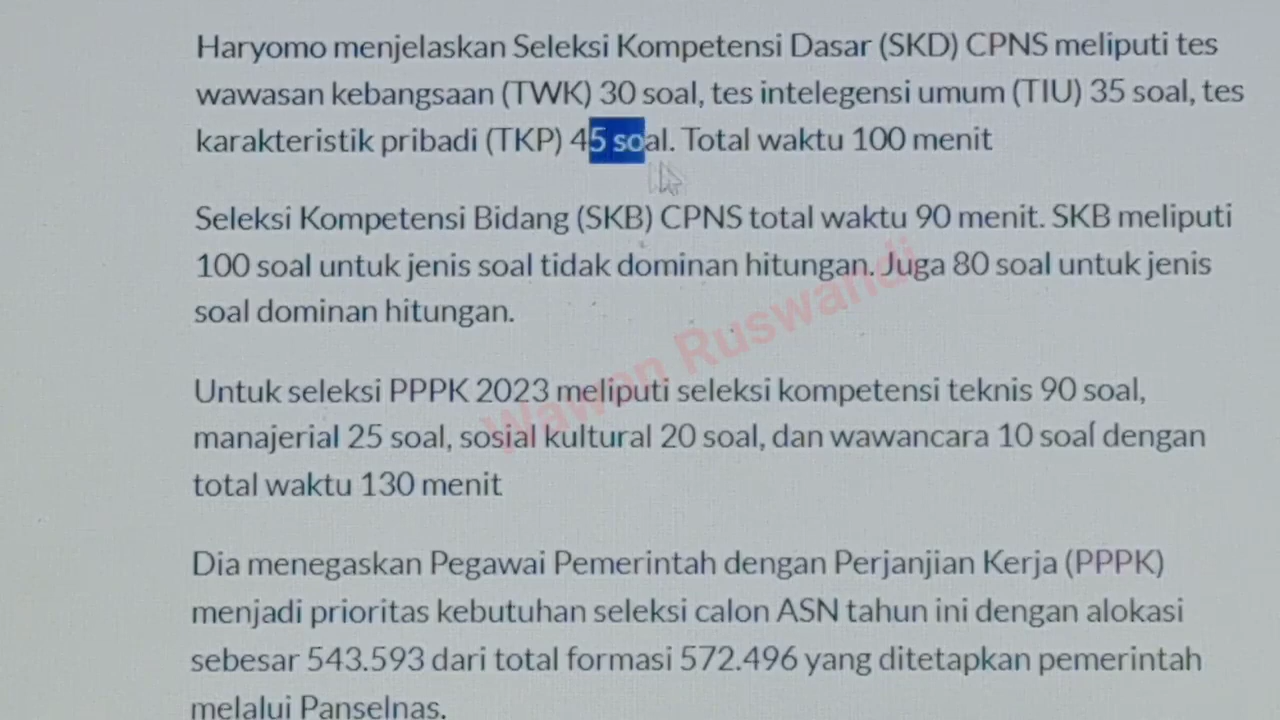 Haryomo menjelaskan Seleksi Kompetensi Dasar (SKD) CPNS meliputi tes
wawasan kebangsaan (TWK) 30 soal, tes intelegensi umum (TIU) 35 soal, tes
karakteristik pribadi (TKP) 45 soal. Total waktu 100 menit
Seleksi Kompetensi Bidang (SKB) CPNS total waktu 90 menit. SKB meliputi
100 soal untuk jenis soal tidak dominan hitungan. Juga 80 soal untuk jenis
soal dominan hitungan.
Wawan Ruswandi
Untuk seleksi PPPK 2023 meliputi seleksi kompetensi teknis 90 soal,
manajerial 25 soal, sosial kultural 20 soal, dan wawancara 10 soal dengan
total waktu 130 menit
Dia menegaskan Pegawai Pemerintah dengan Perjanjian Kerja (PPPK)
menjadi prioritas kebutuhan seleksi calon ASN tahun ini dengan alokasi
sebesar 543.593 dari total formasi 572.496 yang ditetapkan pemerintah
melalui Panselnas.